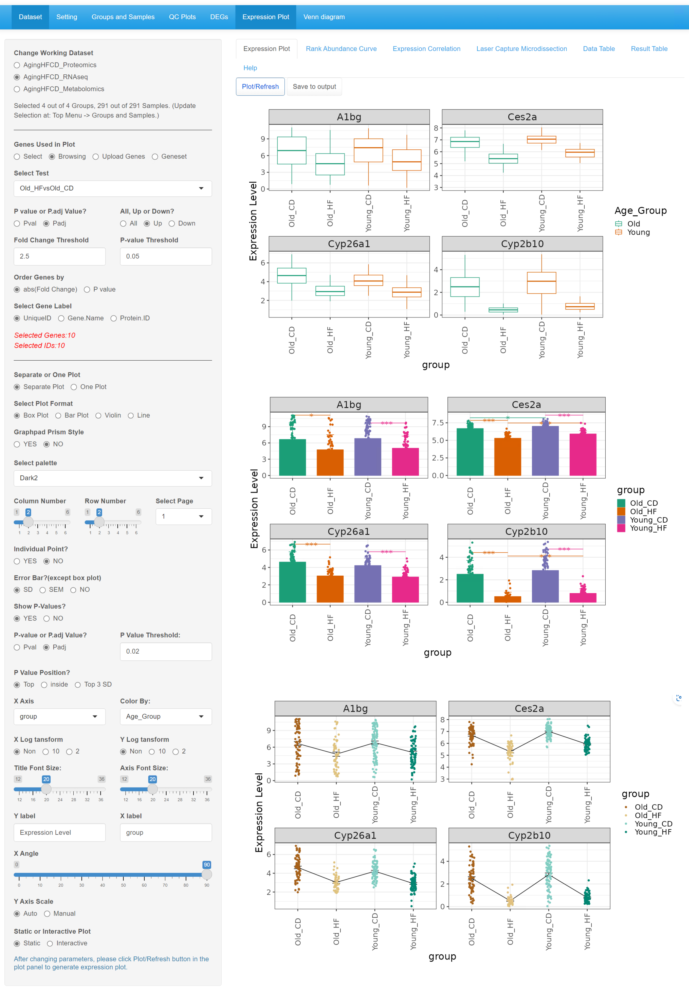 Dataset Setting Groups and Samples QC Plots DEGs Expression Plot Venn diagram
Change Working Dataset
AgingHFCD_Proteomics
AgingHFCD_RNAseq
AgingHFCD_Metabolomics
Selected 4 out of 4 Groups, 291 out of 291 Samples. (Update
Selection at: Top Menu -> Groups and Samples.)
Genes Used in Plot
Select Browsing Upload Genes Geneset
Select Test
Old_HFvsOld_CD
P value or P.adj Value? All, Up or Down?
Pval Padj All Up Down
Fold Change Threshold P-value Threshold
2.5 0.05
Order Genes by
abs(Fold Change) P value
Select Gene Label
UniqueID Gene.Name Protein.ID
Selected Genes:10
Selected IDs:10
Separate or One Plot
Separate Plot One Plot
Select Plot Format
Box Plot Bar Plot Violin Line
Graphpad Prism Style
YES NO
Select palette
Dark2
Column Number Row Number Select Page
1 2 6 1 2 6 1
1 2 3 4 5 6 1 2 3 4 5 6
Individual Point?
YES NO
Error Bar?(except box plot)
SD SEM NO
Show P-Values?
YES NO
P-value or P.adj Value? P Value Threshold:
Pval Padj 0.02
P Value Position?
Top inside Top 3 SD
X Axis Color By:
group Age_Group
X Log tansform Y Log tansform
Non 10 2 Non 10 2
Title Font Size: Axis Font Size:
12 20 36 12 20 36
12 16 20 24 28 32 36 12 16 20 24 28 32 36
Y label X label
Expression Level group
X Angle
0 90
0 10 20 30 40 50 60 70 80 90
Y Axis Scale
Auto Manual
Static or Interactive Plot
Static Interactive
After changing parameters, please click Plot/Refresh button in the
plot panel to generate expression plot.
Expression Plot Rank Abundance Curve Expression Correlation Laser Capture Microdissection Data Table Result Table
Help
Plot/Refresh Save to output
A1bg Ces2a
9 6 3 0
8 7 6 5 4 3
Old_CD Old_HF Young_CD Young_HF Old_CD Old_HF Young_CD Young_HF
Expression Level
Cyp26a1 Cyp2b10
6 4 2
4 2 0
Old_CD Old_HF Young_CD Young_HF Old_CD Old_HF Young_CD Young_HF
group
Age_Group
Old
Young
A1bg Ces2a
* *** * *** *** ***
9 6 3 0
7.5 5.0 2.5 0.0
Old_CD Old_HF Young_CD Young_HF Old_CD Old_HF Young_CD Young_HF
Expression Level
Cyp26a1 Cyp2b10
*** *** *** *** ***
6 4 2 0
4 2 0
Old_CD Old_HF Young_CD Young_HF Old_CD Old_HF Young_CD Young_HF
group
group
Old_CD
Old_HF
Young_CD
Young_HF
A1bg Ces2a
9 6 3 0
8 7 6 5 4 3
Old_CD Old_HF Young_CD Young_HF Old_CD Old_HF Young_CD Young_HF
Expression Level
Cyp26a1 Cyp2b10
6 4 2
4 2 0
Old_CD Old_HF Young_CD Young_HF Old_CD Old_HF Young_CD Young_HF
group
group
Old_CD
Old_HF
Young_CD
Young_HF